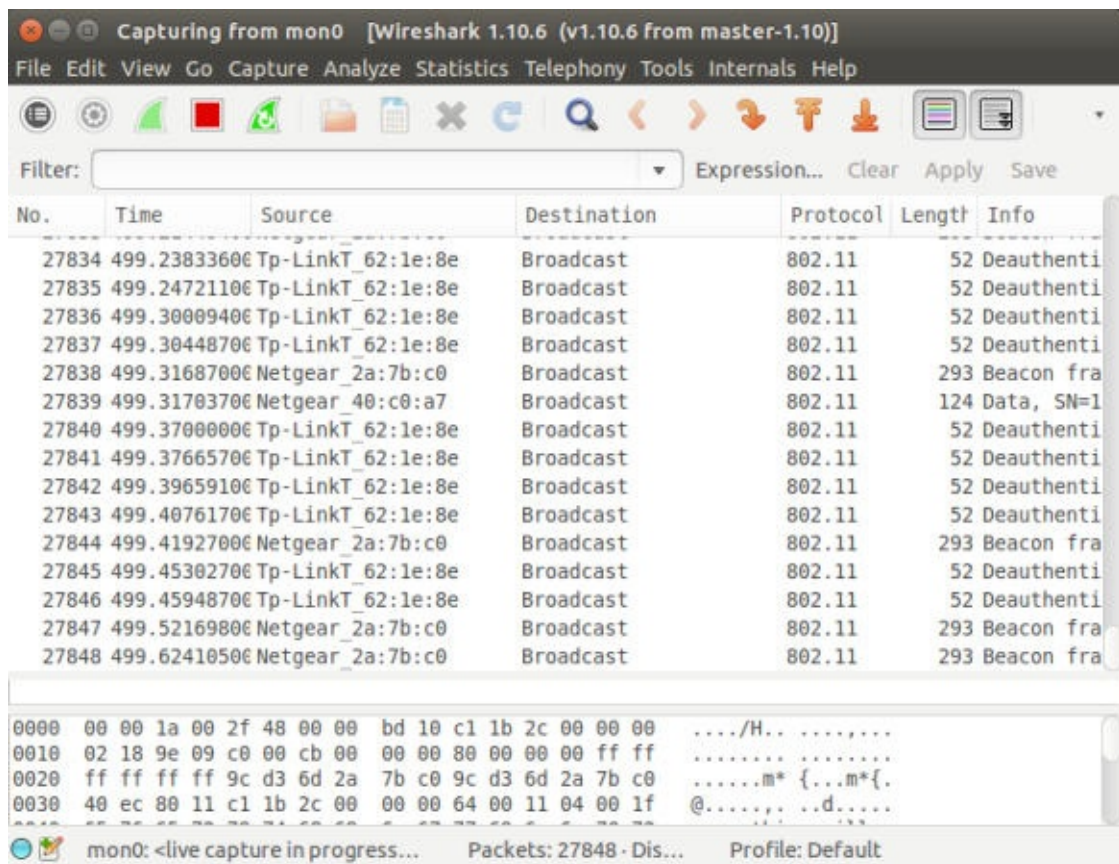 Capturing from mon0 [Wireshark 1.10.6 (v1.10.6 from master-1.10)]
File Edit View Go Capture Analyze Statistics Telephony Tools Internals Help
Filter: Expression... Clear Apply Save
No. Time Source Destination Protocol Length Info
27834 499.23833600 Tp-LinkT_62:1e:8e Broadcast 802.11 52 Deauthenti
27835 499.24721100 Tp-LinkT_62:1e:8e Broadcast 802.11 52 Deauthenti
27836 499.30009400 Tp-LinkT_62:1e:8e Broadcast 802.11 52 Deauthenti
27837 499.30448700 Tp-LinkT_62:1e:8e Broadcast 802.11 52 Deauthenti
27838 499.31687000 Netgear_2a:7b:c0 Broadcast 802.11 293 Beacon fra
27839 499.31703700 Netgear_40:c0:a7 Broadcast 802.11 124 Data, SN=1
27840 499.37000000 Tp-LinkT_62:1e:8e Broadcast 802.11 52 Deauthenti
27841 499.37665700 Tp-LinkT_62:1e:8e Broadcast 802.11 52 Deauthenti
27842 499.39659100 Tp-LinkT_62:1e:8e Broadcast 802.11 52 Deauthenti
27843 499.40761700 Tp-LinkT_62:1e:8e Broadcast 802.11 52 Deauthenti
27844 499.41927000 Netgear_2a:7b:c0 Broadcast 802.11 293 Beacon fra
27845 499.45302700 Tp-LinkT_62:1e:8e Broadcast 802.11 52 Deauthenti
27846 499.45948700 Tp-LinkT_62:1e:8e Broadcast 802.11 52 Deauthenti
27847 499.52169800 Netgear_2a:7b:c0 Broadcast 802.11 293 Beacon fra
27848 499.62410500 Netgear_2a:7b:c0 Broadcast 802.11 293 Beacon fra
0000 00 00 1a 00 2f 48 00 00 bd 10 c1 1b 2c 00 00 00 ..../H.. ....,...
0010 02 18 9e 09 c0 00 cb 00 00 00 80 00 00 00 ff ff ........ ........
0020 ff ff ff ff 9c d3 6d 2a 7b c0 9c d3 6d 2a 7b c0 ......m* {...m*{.
0030 40 ec 80 11 c1 1b 2c 00 00 00 64 00 11 04 00 1f @.....,. ..d.....
mon0: <live capture in progress... Packets: 27848 · Dis... Profile: Default